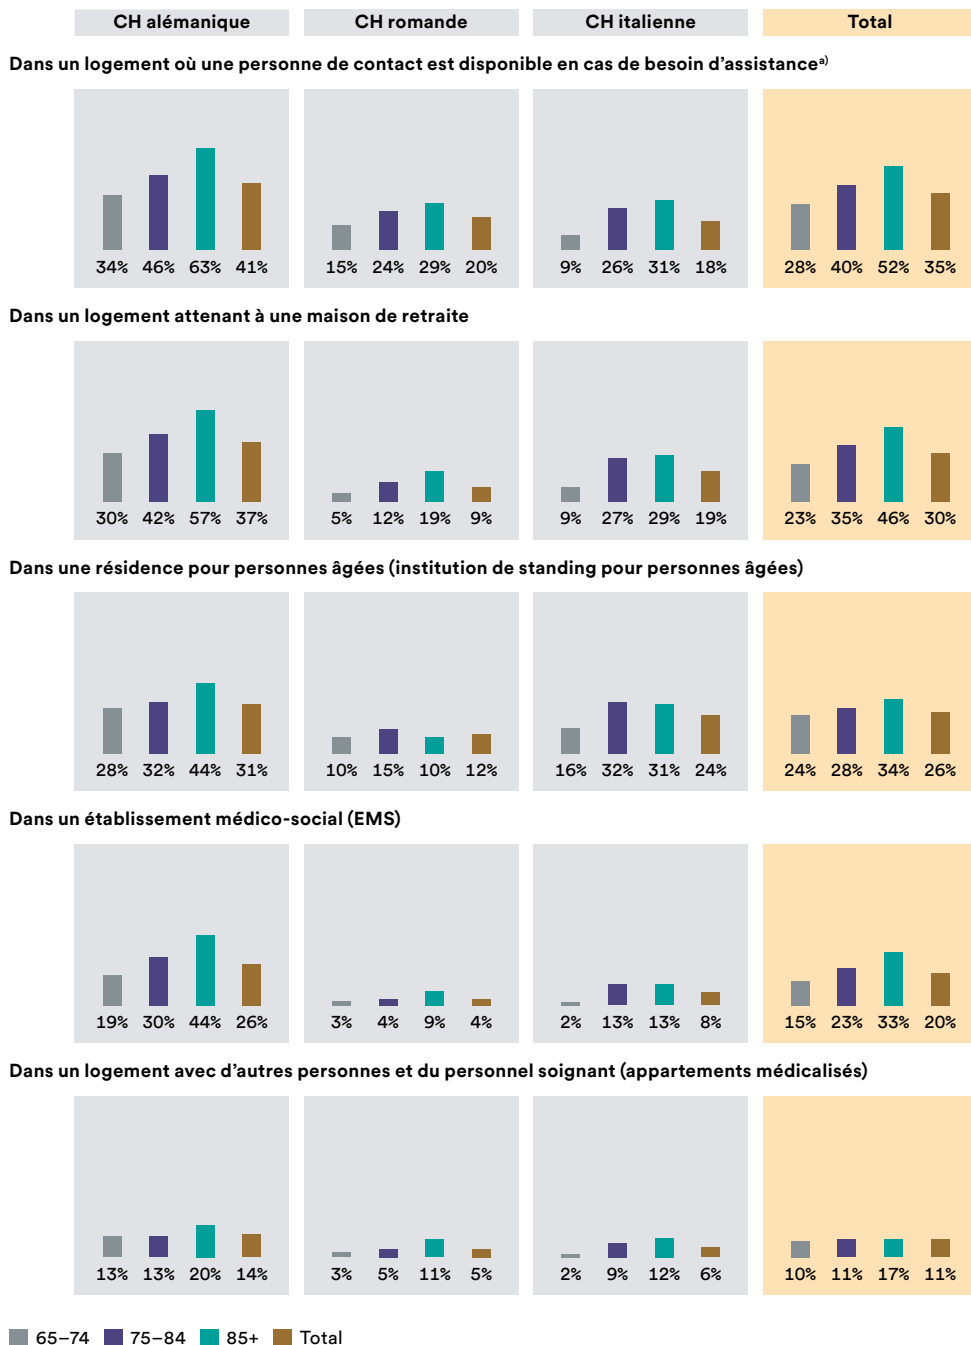 CH alémanique CH romande CH italienne Total
Dans un logement où une personne de contact est disponible en cas de besoin d’assistanceᵃ⁾
34% 46% 63% 41% 15% 24% 29% 20% 9% 26% 31% 18% 28% 40% 52% 35%
Dans un logement attenant à une maison de retraite
30% 42% 57% 37% 5% 12% 19% 9% 9% 27% 29% 19% 23% 35% 46% 30%
Dans une résidence pour personnes âgées (institution de standing pour personnes âgées)
28% 32% 44% 31% 10% 15% 10% 12% 16% 32% 31% 24% 24% 28% 34% 26%
Dans un établissement médico-social (EMS)
19% 30% 44% 26% 3% 4% 9% 4% 2% 13% 13% 8% 15% 23% 33% 20%
Dans un logement avec d’autres personnes et du personnel soignant (appartements médicalisés)
13% 13% 20% 14% 3% 5% 11% 5% 2% 9% 12% 6% 10% 11% 17% 11%
65–74 75–84 85+ Total